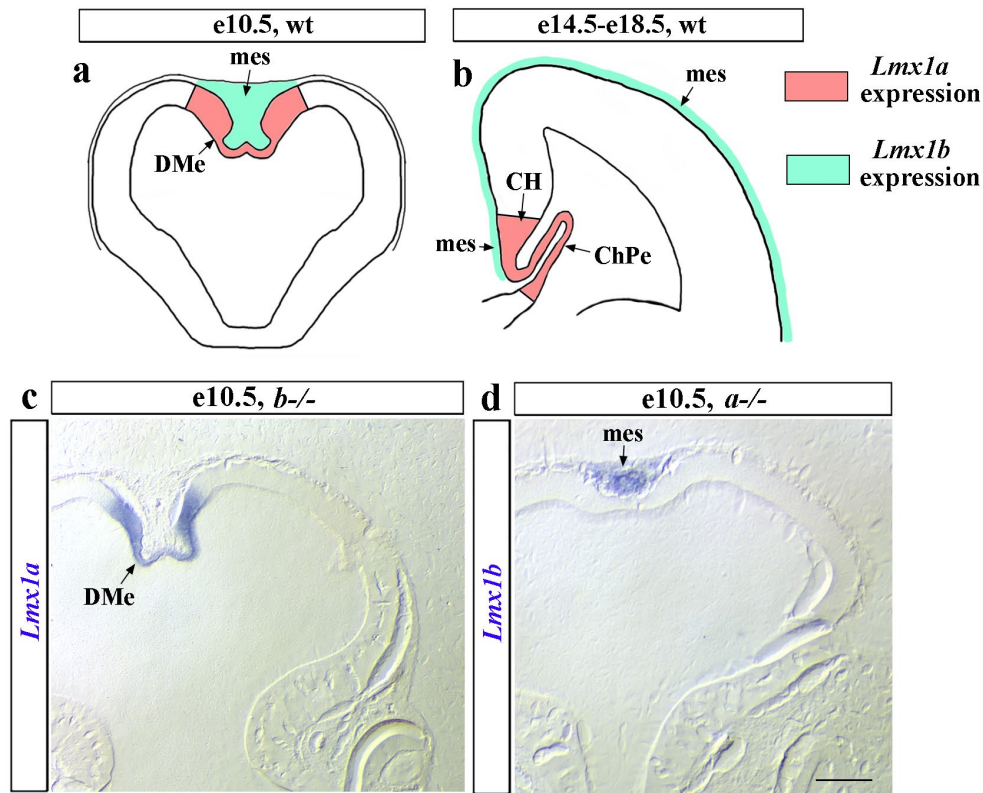 e10.5, wt
e14.5-e18.5, wt
a
mes
DMe
b
mes
CH
mes
ChPe
Lmx1a
expression
Lmx1b
expression
c
e10.5, b-/-
Lmx1a
DMe
d
e10.5, a-/-
Lmx1b
mes